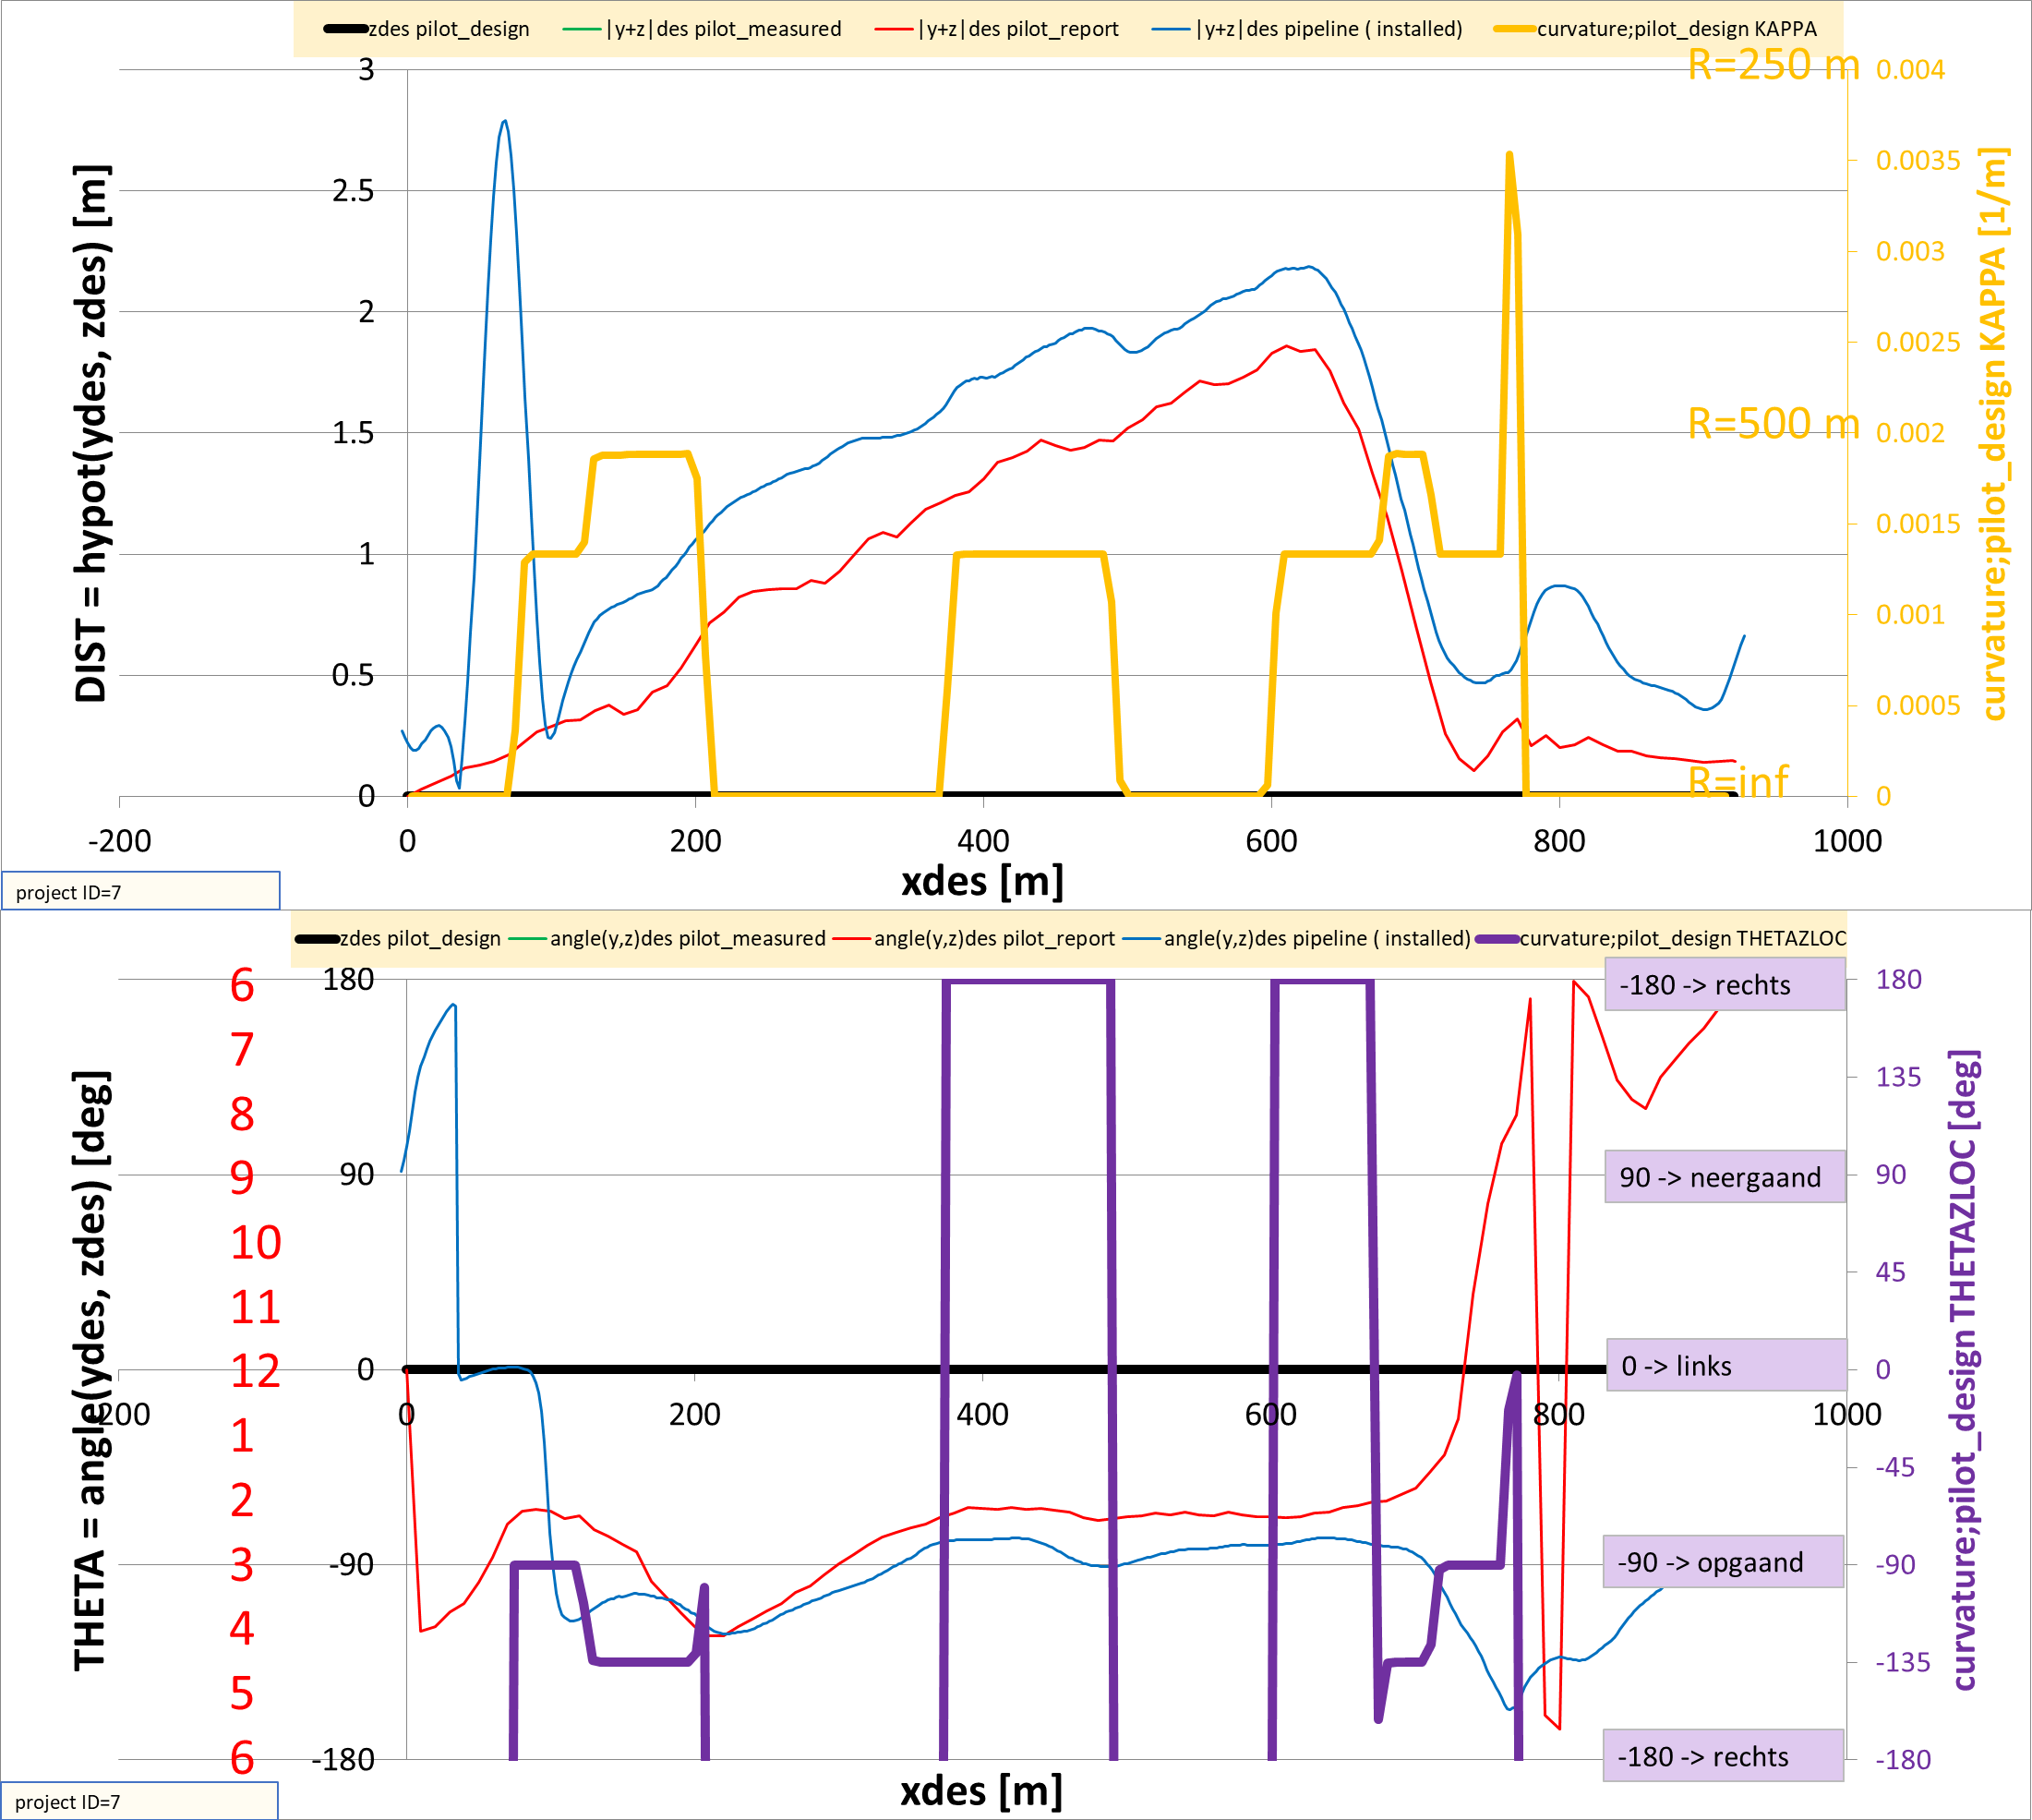 zdes pilot_design |y+z|des pilot_measured |y+z|des pilot_report |y+z|des pipeline ( installed) curvature;pilot_design KAPPA
DIST = hypot(ydes, zdes) [m]
3
2.5
2
1.5
1
0.5
0
-200 0 200 400 600 800 1000
xdes [m]
R=250 m
R=500 m
R=inf
0.004
0.0035
0.003
0.0025
0.002
0.0015
0.001
0.0005
0
curvature;pilot_design KAPPA [1/m]
project ID=7
zdes pilot_design angle(y,z)des pilot_measured angle(y,z)des pilot_report angle(y,z)des pipeline ( installed) curvature;pilot_design THETAZLOC
THETA = angle(ydes, zdes) [deg]
6
7
8
9
10
11
12
1
2
3
4
5
6
180
90
0
-90
-180
200 0 200 400 600 800 1000
xdes [m]
-180 -> rechts
90 -> neergaand
0 -> links
-90 -> opgaand
-180 -> rechts
180
135
90
45
0
-45
-90
-135
-180
curvature;pilot_design THETAZLOC [deg]
project ID=7